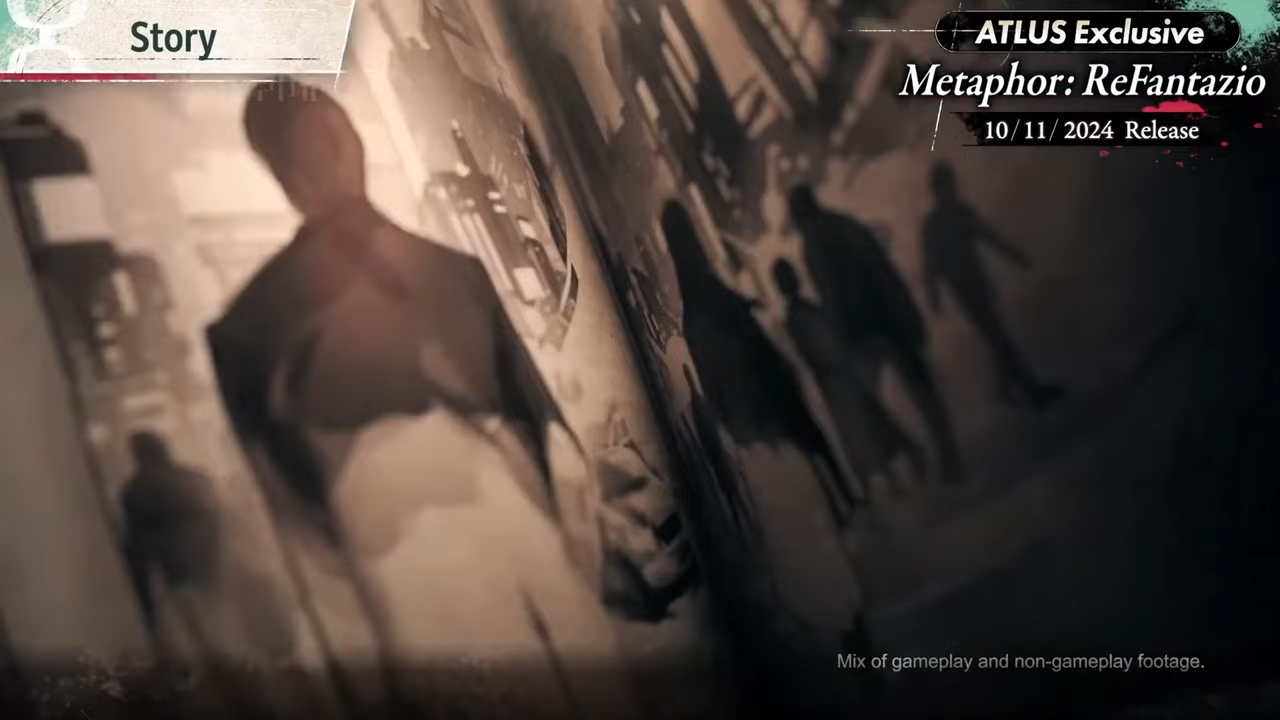 Story
ATLUS Exclusive
Metaphor: ReFantazio
10/11/2024 Release
Mix of gameplay and non-gameplay footage.